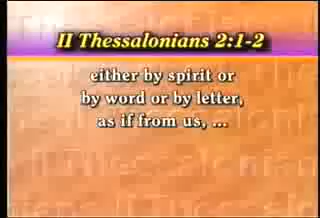 II Thessalonians 2:1-2
either by spirit or
by word or by letter,
as if from us, ...